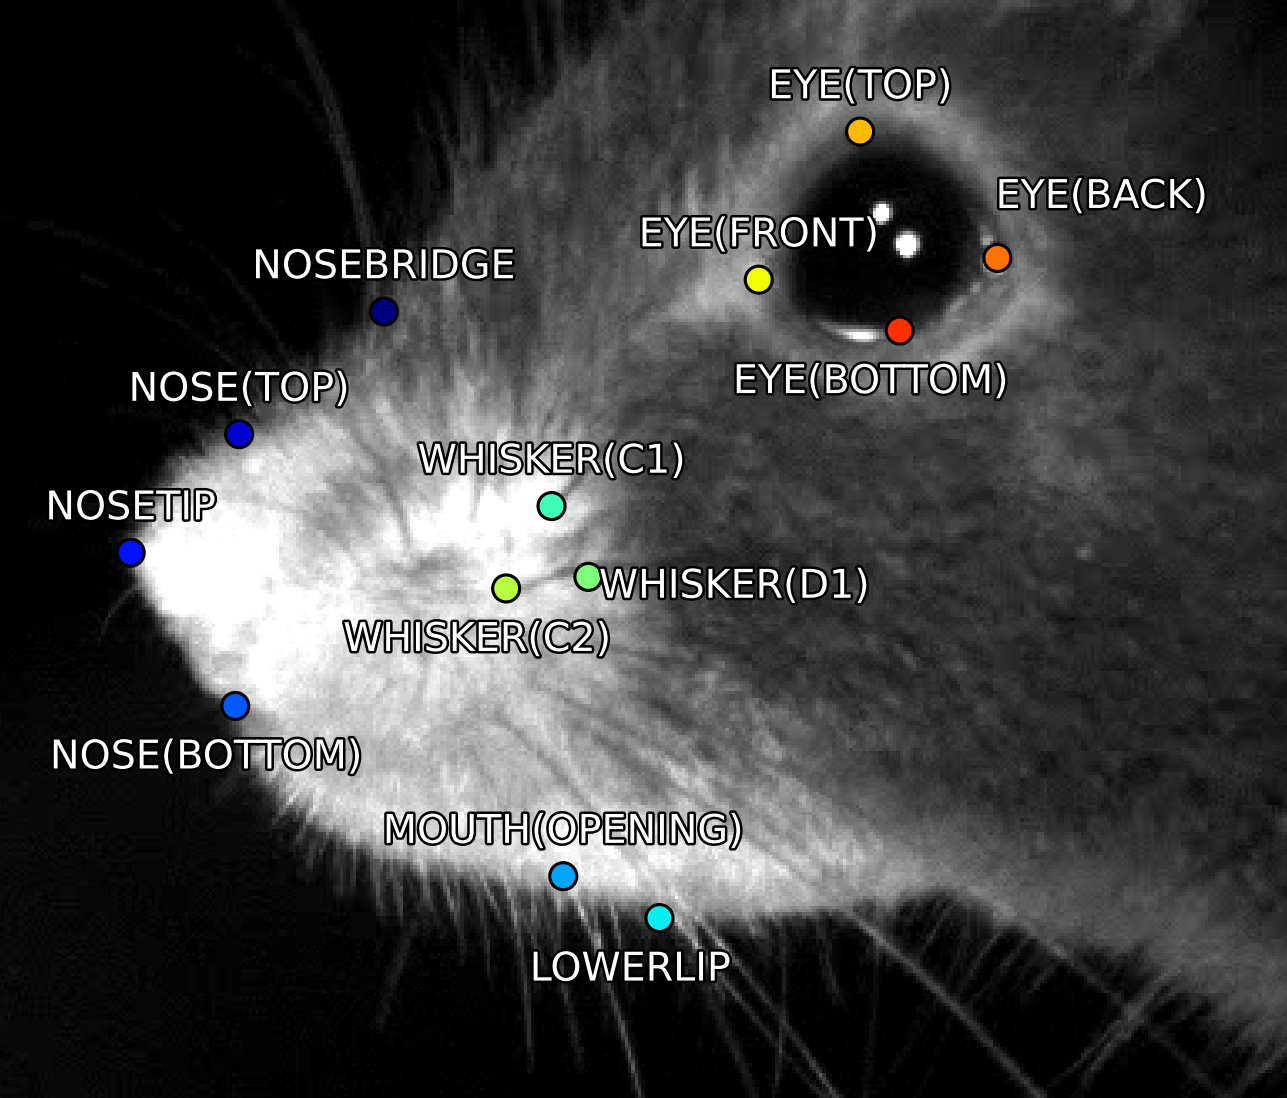 EYE(TOP)
EYE(BACK)
EYE(FRONT)
NOSEBRIDGE
EYE(BOTTOM)
NOSE(TOP)
WHISKER(C1)
NOSETIP
WHISKER(D1)
WHISKER(C2)
NOSE(BOTTOM)
MOUTH(OPENING)
LOWERLIP